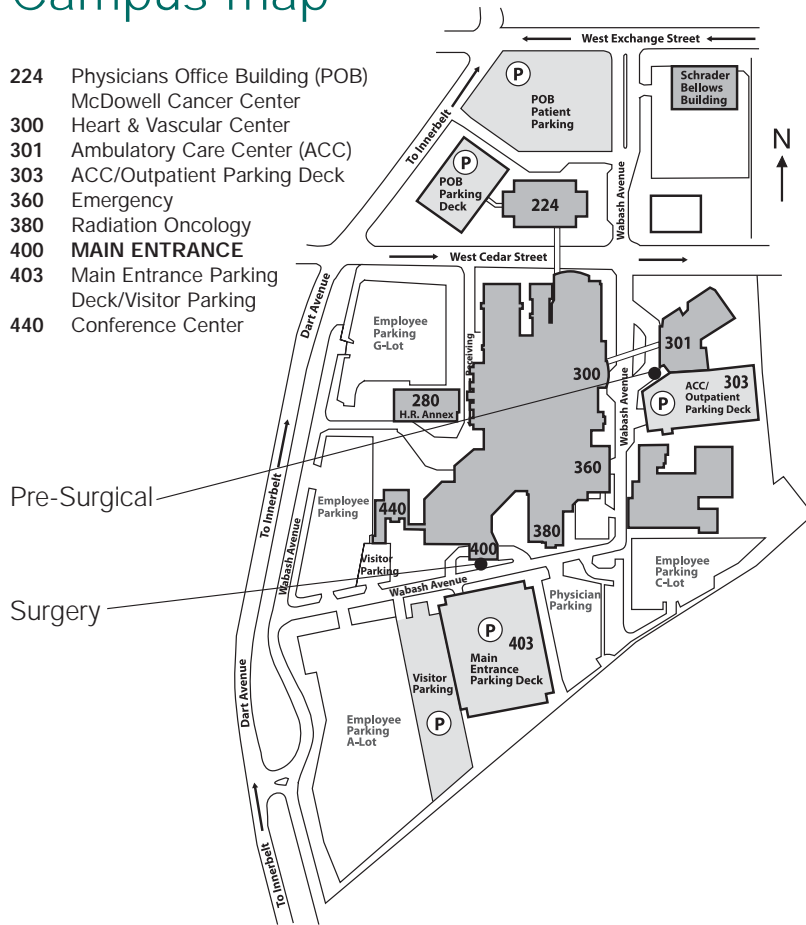 Campus map
224 Physicians Office Building (POB)
McDowell Cancer Center
300 Heart & Vascular Center
301 Ambulatory Care Center (ACC)
303 ACC/Outpatient Parking Deck
360 Emergency
380 Radiation Oncology
400 MAIN ENTRANCE
403 Main Entrance Parking
Deck/Visitor Parking
440 Conference Center
West Exchange Street
P
POB
Patient
Parking
Schrader
Bellows
Building
N
To Innerbelt
P
POB
Parking
Deck
224
Wabash Avenue
West Cedar Street
Dart Avenue
Employee
Parking
G-Lot
Receiving
300
301
Wabash Avenue
ACC/ 303
Outpatient
Parking Deck
P
280
H.R. Annex
360
Pre-Surgical
To Innerbelt
Employee
Parking
440
380
400
Wabash Avenue
Visitor
Parking
Wabash Avenue
Employee
Parking
C-Lot
Physician
Parking
Surgery
P
403
Main
Entrance
Parking Deck
Visitor
Parking
P
Dart Avenue
Employee
Parking
A-Lot
To Innerbelt